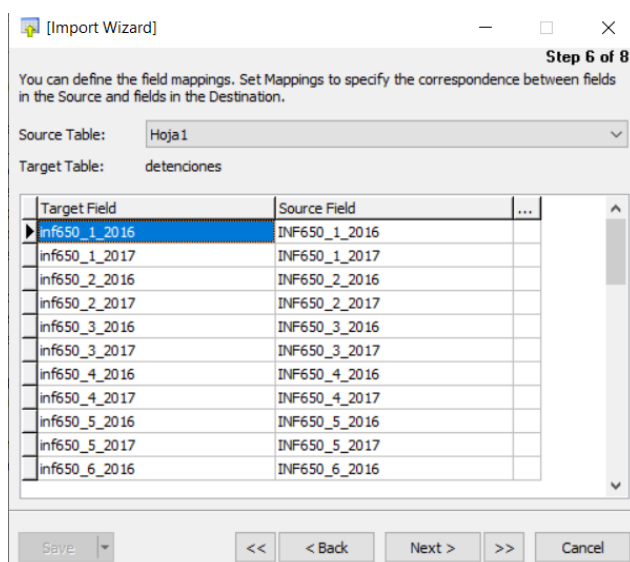 [Import Wizard]
Step 6 of 8
You can define the field mappings. Set Mappings to specify the correspondence between fields
in the Source and fields in the Destination.
Source Table: Hoja1
Target Table: detenciones
Target Field Source Field ...
inf650_1_2016 INF650_1_2016
inf650_1_2017 INF650_1_2017
inf650_2_2016 INF650_2_2016
inf650_2_2017 INF650_2_2017
inf650_3_2016 INF650_3_2016
inf650_3_2017 INF650_3_2017
inf650_4_2016 INF650_4_2016
inf650_4_2017 INF650_4_2017
inf650_5_2016 INF650_5_2016
inf650_5_2017 INF650_5_2017
inf650_6_2016 INF650_6_2016
Save << < Back Next > >> Cancel